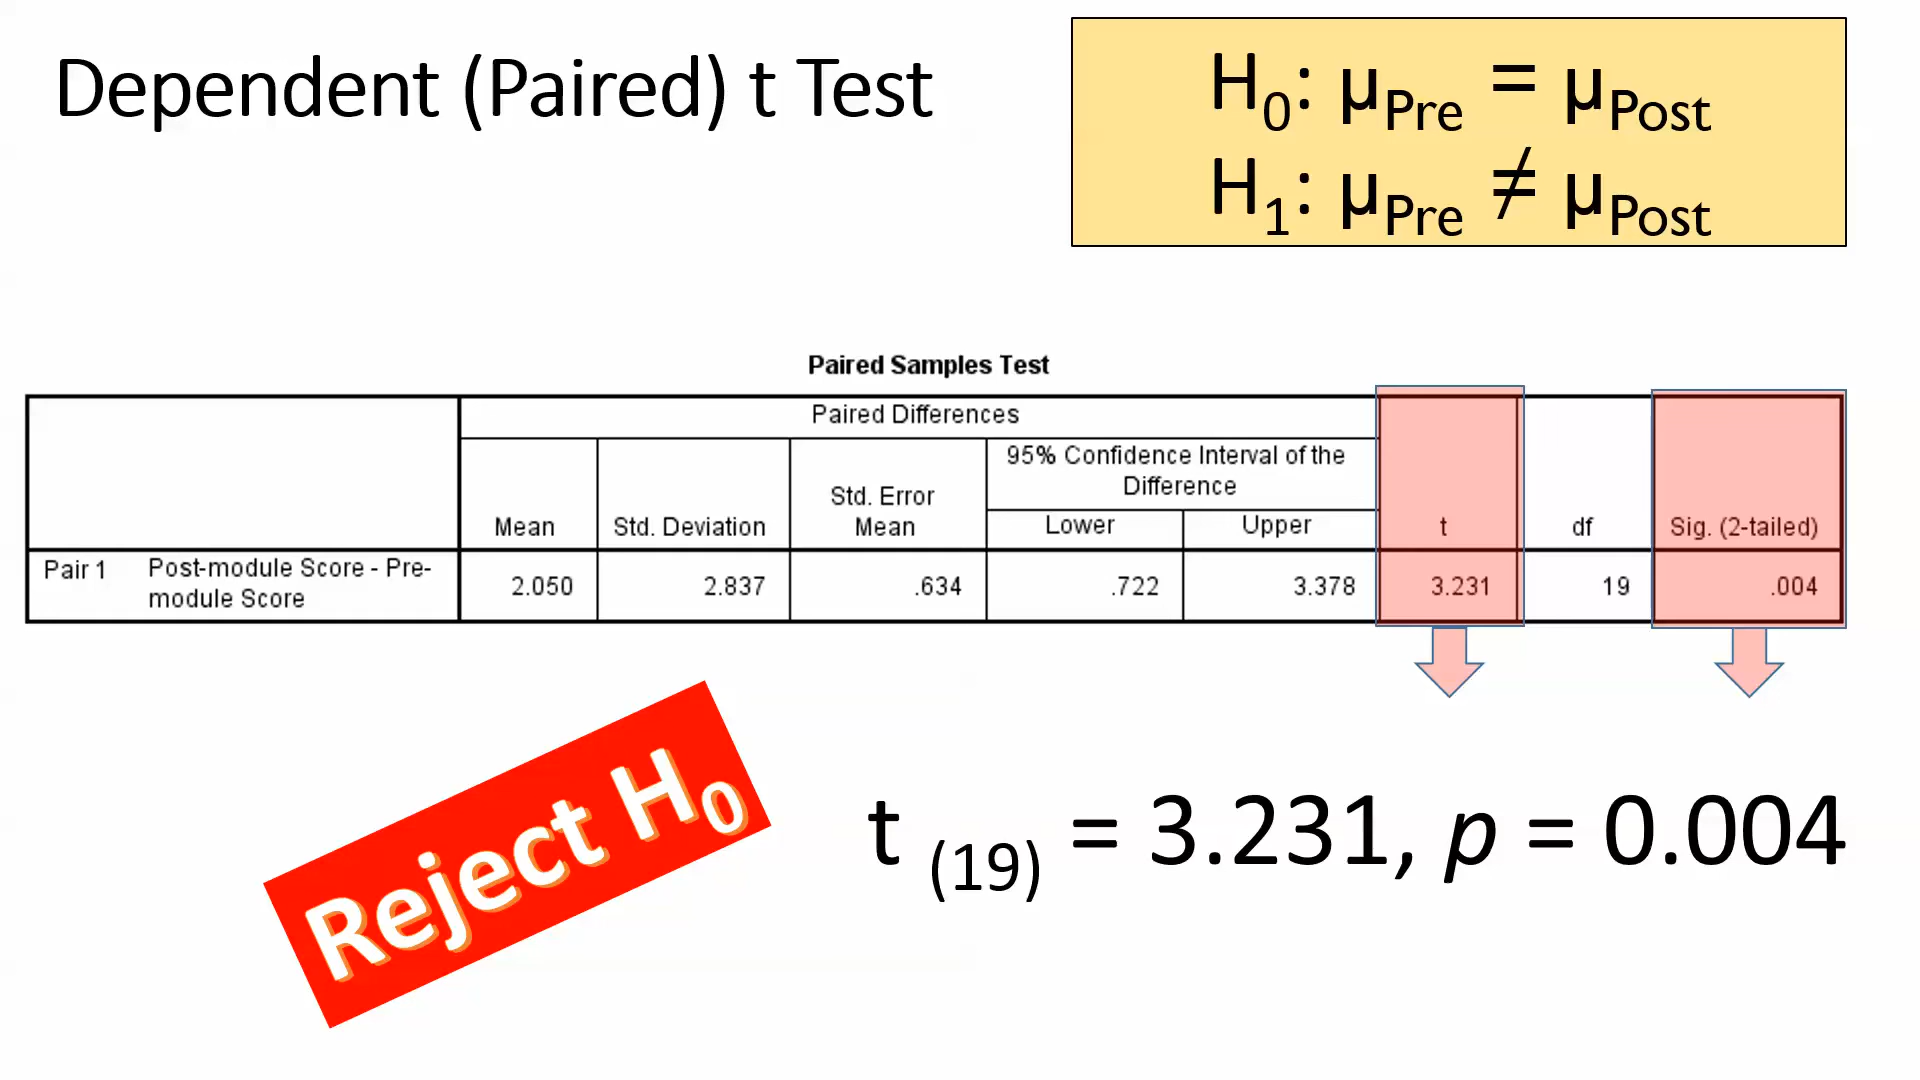 Dependent (Paired) t Test
H0: μPre = μPost
H1: μPre ≠ μPost
Paired Samples Test
Paired Differences
95% Confidence Interval of the
Difference
Mean
Std. Deviation
Std. Error
Mean
Lower
Upper
t
df
Sig. (2-tailed)
Pair 1
Post-module Score - Pre-
module Score
2.050
2.837
.634
.722
3.378
3.231
19
.004
Reject H0
t (19) = 3.231, p = 0.004